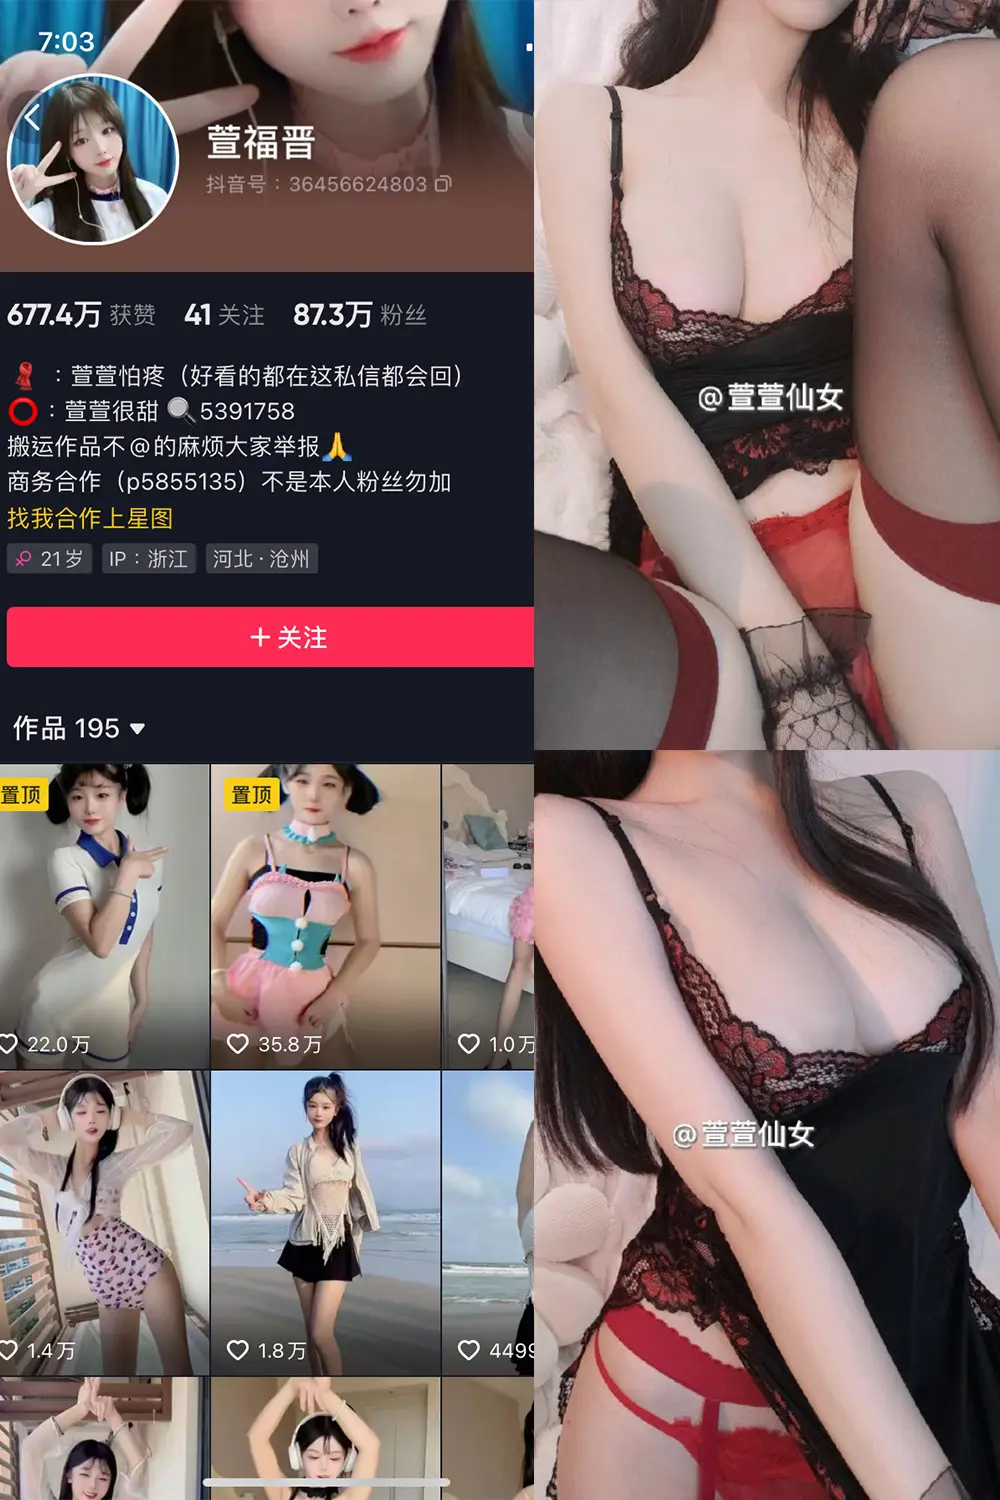 7:03
萱福晋
抖音号：36456624803
677.4万 获赞 41 关注 87.3万 粉丝
：萱萱怕疼（好看的都在这私信都会回）
：萱萱很甜 🔍5391758
搬运作品不@的麻烦大家举报🙏
商务合作（p5855135）不是本人粉丝勿加
找我合作上星图
21岁 IP：浙江 河北·沧州
+关注
作品 195
置顶 置顶
22.0万 35.8万 1.0万
1.4万 1.8万 4499
@萱萱仙女
@萱萱仙女